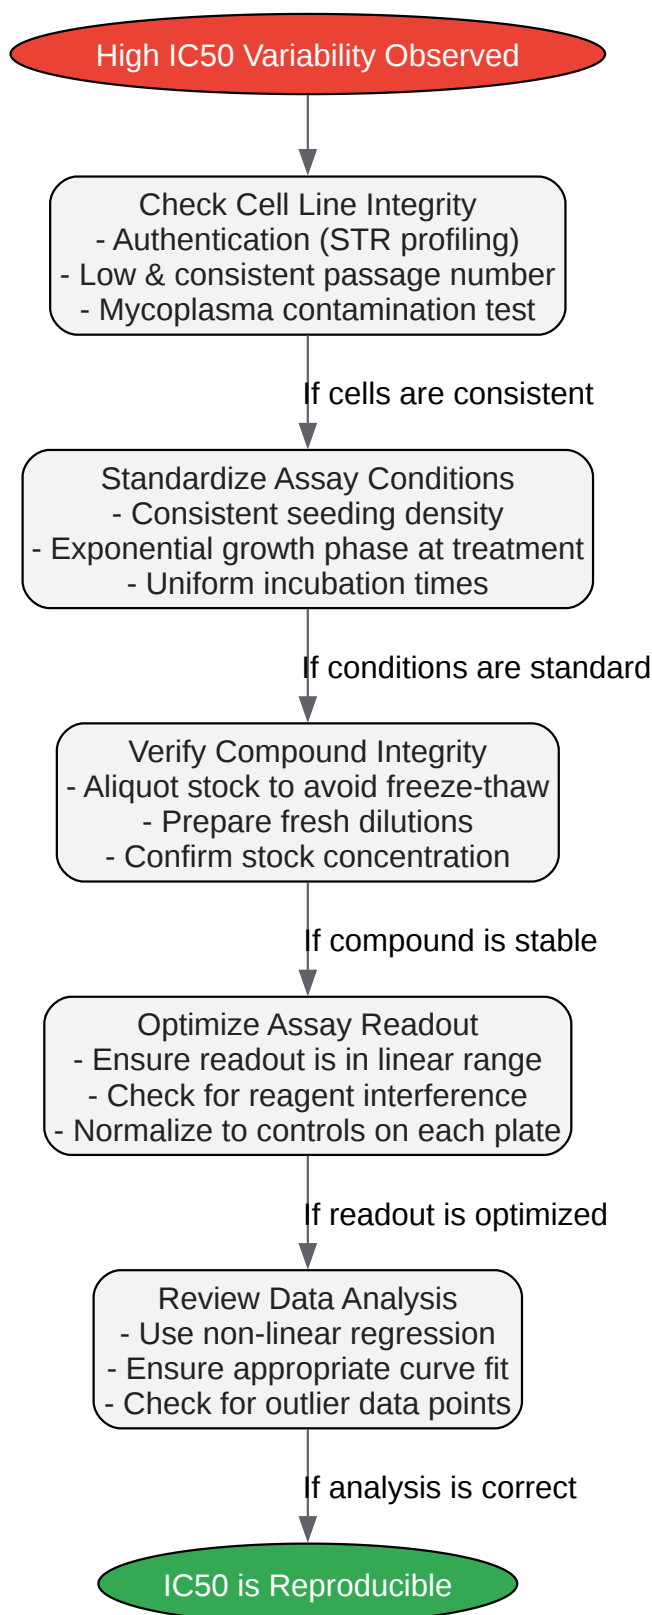 High IC50 Variability Observed
Check Cell Line Integrity
- Authentication (STR profiling)
- Low & consistent passage number
- Mycoplasma contamination test
If cells are consistent
Standardize Assay Conditions
- Consistent seeding density
- Exponential growth phase at treatment
- Uniform incubation times
If conditions are standard
Verify Compound Integrity
- Aliquot stock to avoid freeze-thaw
- Prepare fresh dilutions
- Confirm stock concentration
If compound is stable
Optimize Assay Readout
- Ensure readout is in linear range
- Check for reagent interference
- Normalize to controls on each plate
If readout is optimized
Review Data Analysis
- Use non-linear regression
- Ensure appropriate curve fit
- Check for outlier data points
If analysis is correct
IC50 is Reproducible